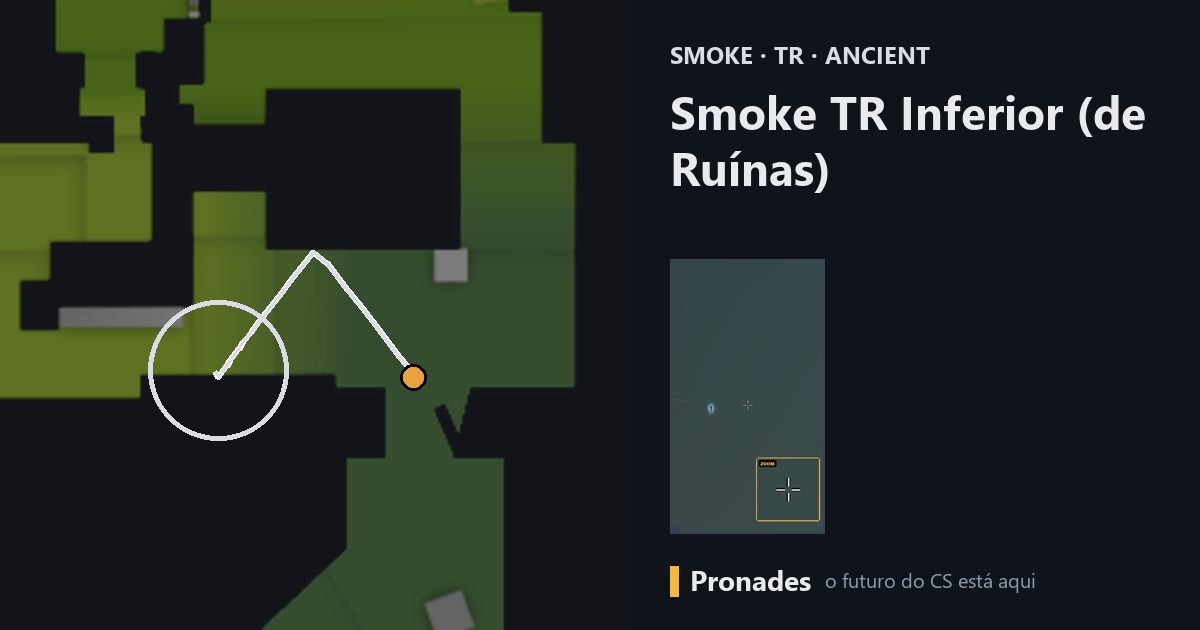 SMOKE · TR · ANCIENT
Smoke TR Inferior (de
Ruínas)
ZOOM
Pronades o futuro do CS está aqui